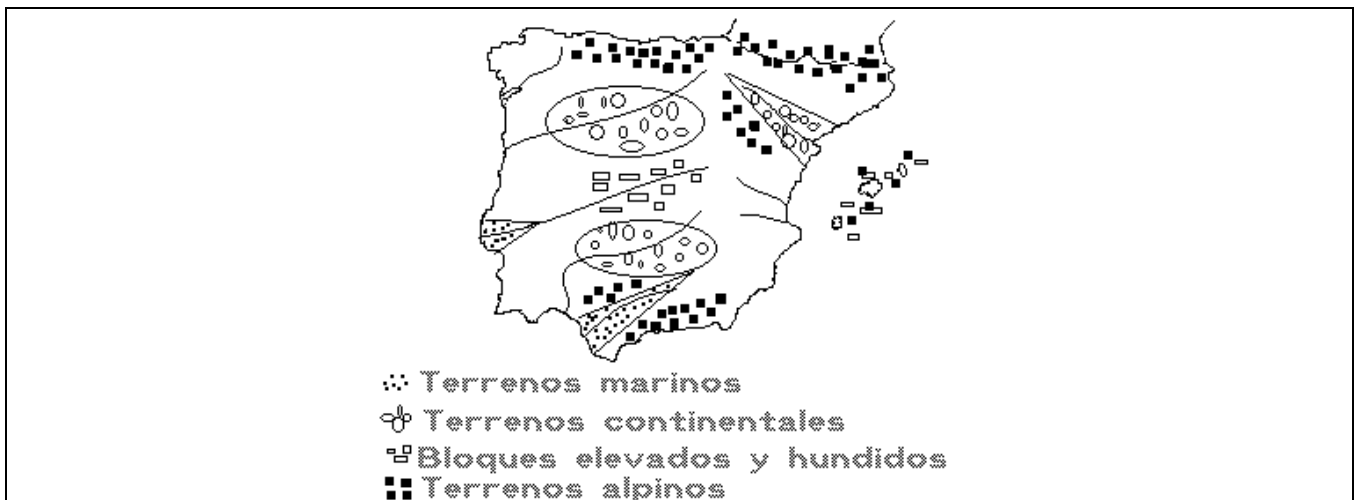 Terrenos marinos
Terrenos continentales
Bloques elevados y hundidos
Terrenos alpinos